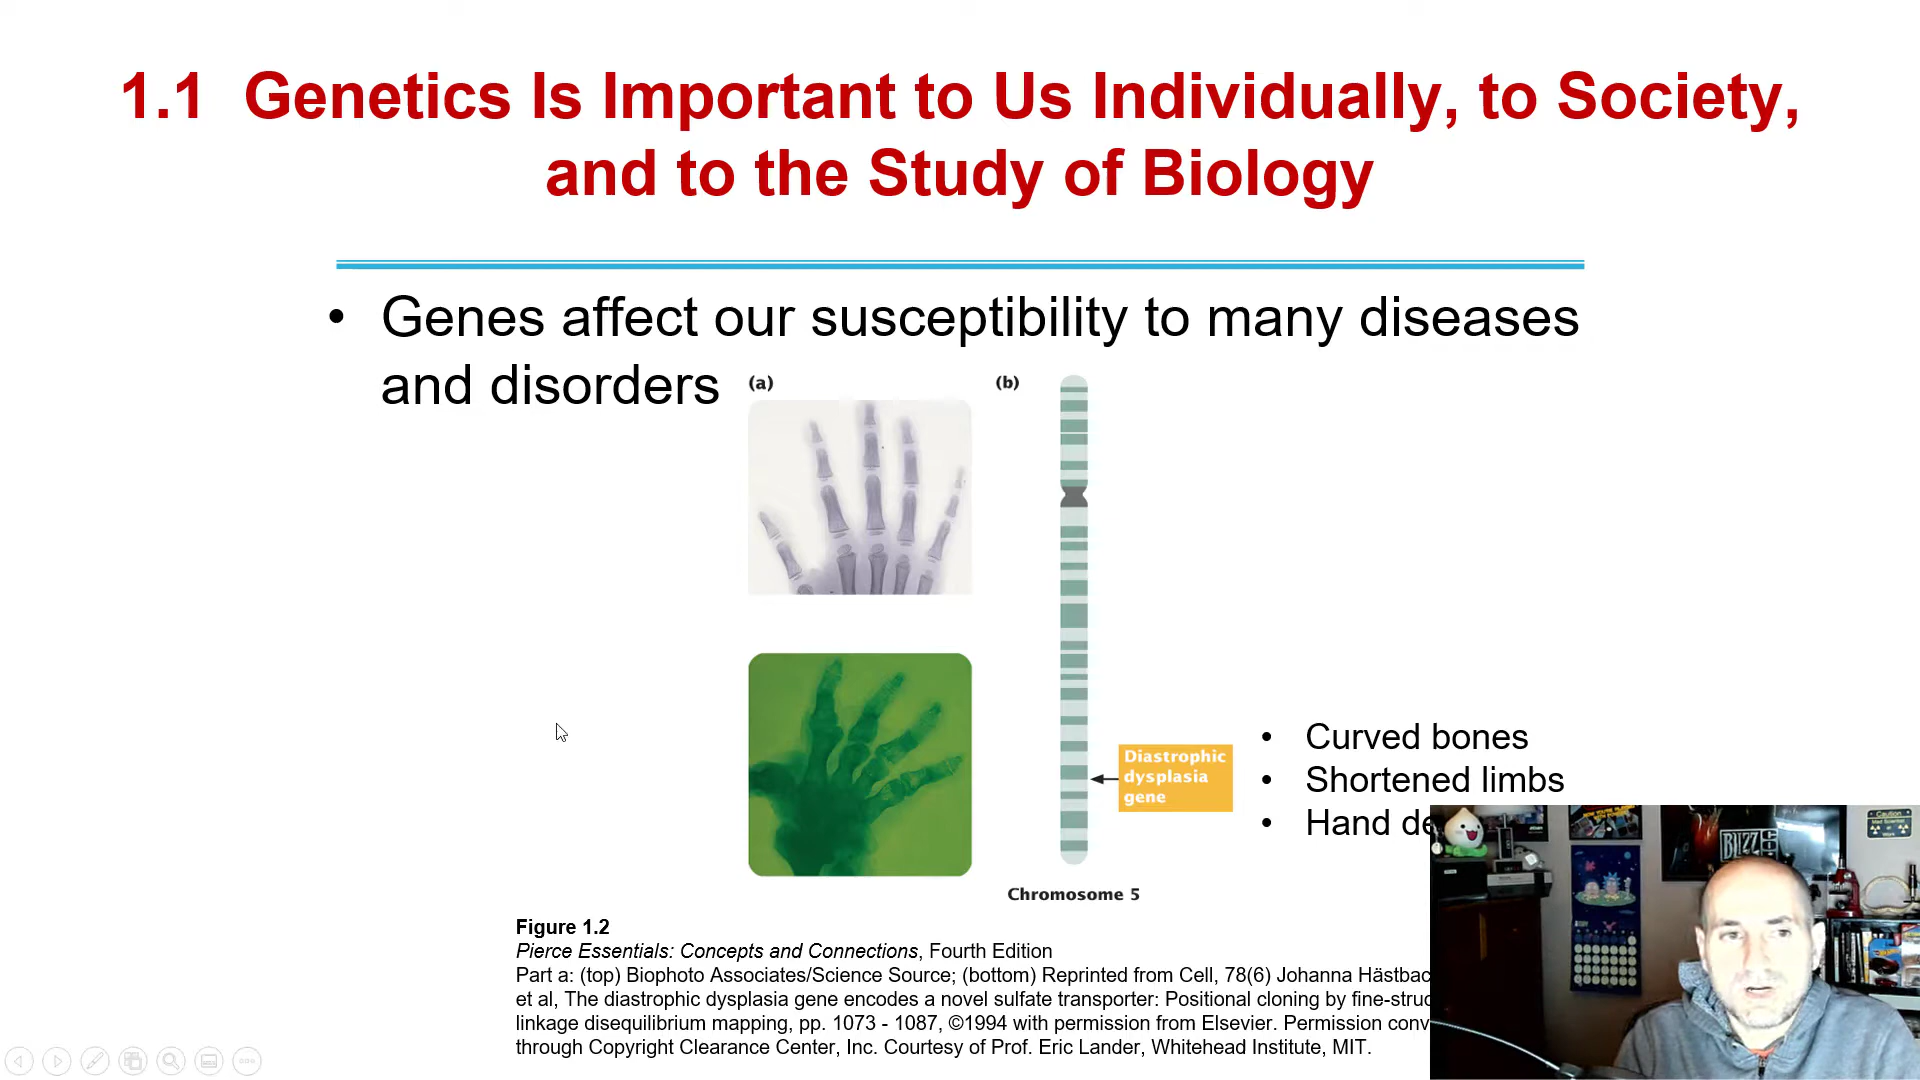 1.1 Genetics Is Important to Us Individually, to Society,
and to the Study of Biology
• Genes affect our susceptibility to many diseases
and disorders
(a)
(b)
Diastrophic
dysplasia
gene
Chromosome 5
• Curved bones
• Shortened limbs
• Hand
Figure 1.2
Pierce Essentials: Concepts and Connections, Fourth Edition
Part a: (top) Biophoto Associates/Science Source; (bottom) Reprinted from Cell, 78(6) Johanna
et al, The diastrophic dysplasia gene encodes a novel sulfate transporter: Positional cloning by
linkage disequilibrium mapping, pp. 1073 - 1087, ©1994 with permission from Elsevier. Permission
through Copyright Clearance Center, Inc. Courtesy of Prof. Eric Lander, Whitehead Institute, MIT.
Caution
BLIZZ